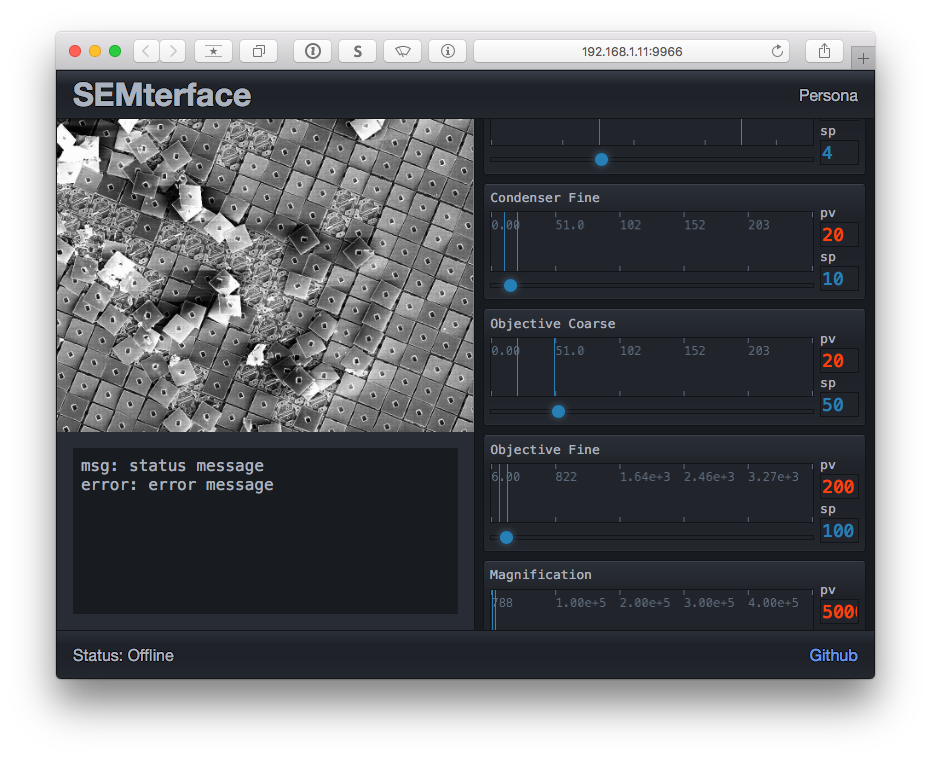 192.168.1.11:9966
SEMterface
Persona
sp
4
Condenser Fine
0.00 51.0 102 152 203
pv
20
sp
10
Objective Coarse
0.00 51.0 102 152 203
pv
20
sp
50
Objective Fine
6.00 822 1.64e+3 2.46e+3 3.27e+3
pv
200
sp
100
Magnification
788 1.00e+5 2.00e+5 3.00e+5 4.00e+5
pv
msg: status message
error: error message
Status: Offline
Github